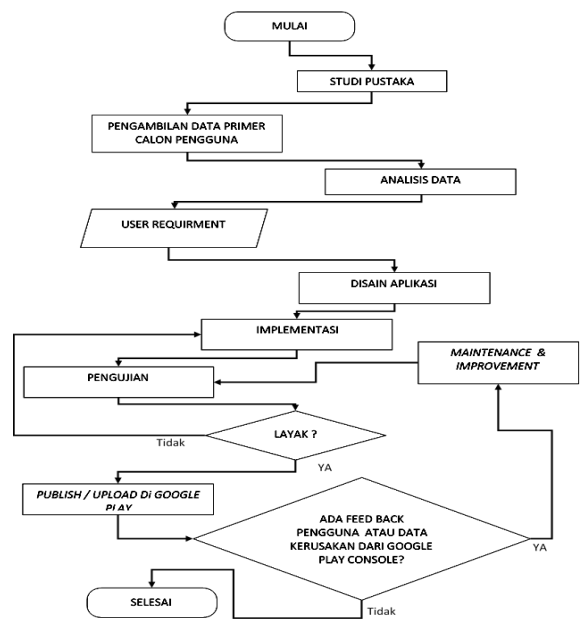 MULAI
STUDI PUSTAKA
PENGAMBILAN DATA PRIMER
CALON PENGGUNA
ANALISIS DATA
USER REQUIRMENT
DISAIN APLIKASI
IMPLEMENTASI
MAINTENANCE &
IMPROVEMENT
PENGUJIAN
LAYAK ?
Tidak
YA
PUBLISH / UPLOAD Di GOOGLE
PLAY
ADA FEED BACK
PENGGUNA ATAU DATA
KERUSAKAN DARI GOOGLE
PLAY CONSOLE?
YA
SELESAI
Tidak